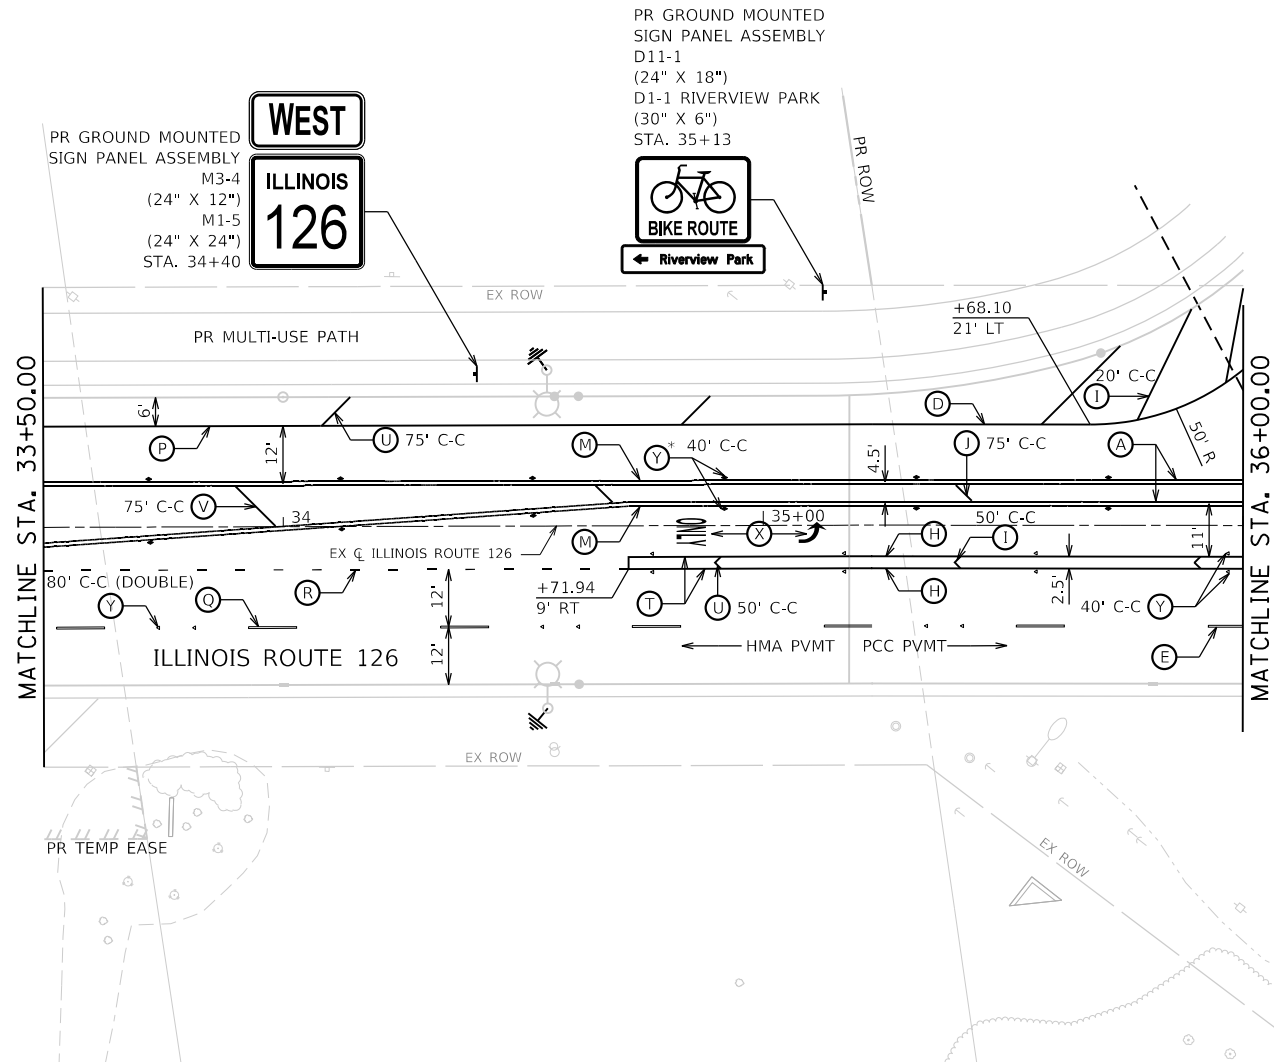 PR GROUND MOUNTED
SIGN PANEL ASSEMBLY
D11-1
(24" X 18")
D1-1 RIVERVIEW PARK
(30" X 6")
STA. 35+13
PR GROUND MOUNTED
SIGN PANEL ASSEMBLY
M3-4
(24" X 12")
M1-5
(24" X 24")
STA. 34+40
WEST
ILLINOIS
126
BIKE ROUTE
Riverview Park
PR ROW
EX ROW
PR MULTI-USE PATH
+68.10
21' LT
20' C-C
I
D
6'
P
12'
U 75' C-C
M
Y * 40' C-C
4.5'
J 75' C-C
A
50' R
MATCHLINE STA. 33+50.00
MATCHLINE STA. 36+00.00
75' C-C V
34
EX ℄ ILLINOIS ROUTE 126
M
ONLY
X
35+00
H
50' C-C
I
11'
80' C-C (DOUBLE)
Y
Q
R
12'
+71.94
9' RT
T
U 50' C-C
H
2.5'
40' C-C Y
ILLINOIS ROUTE 126
12'
HMA PVMT
PCC PVMT
E
EX ROW
PR TEMP EASE
EX ROW